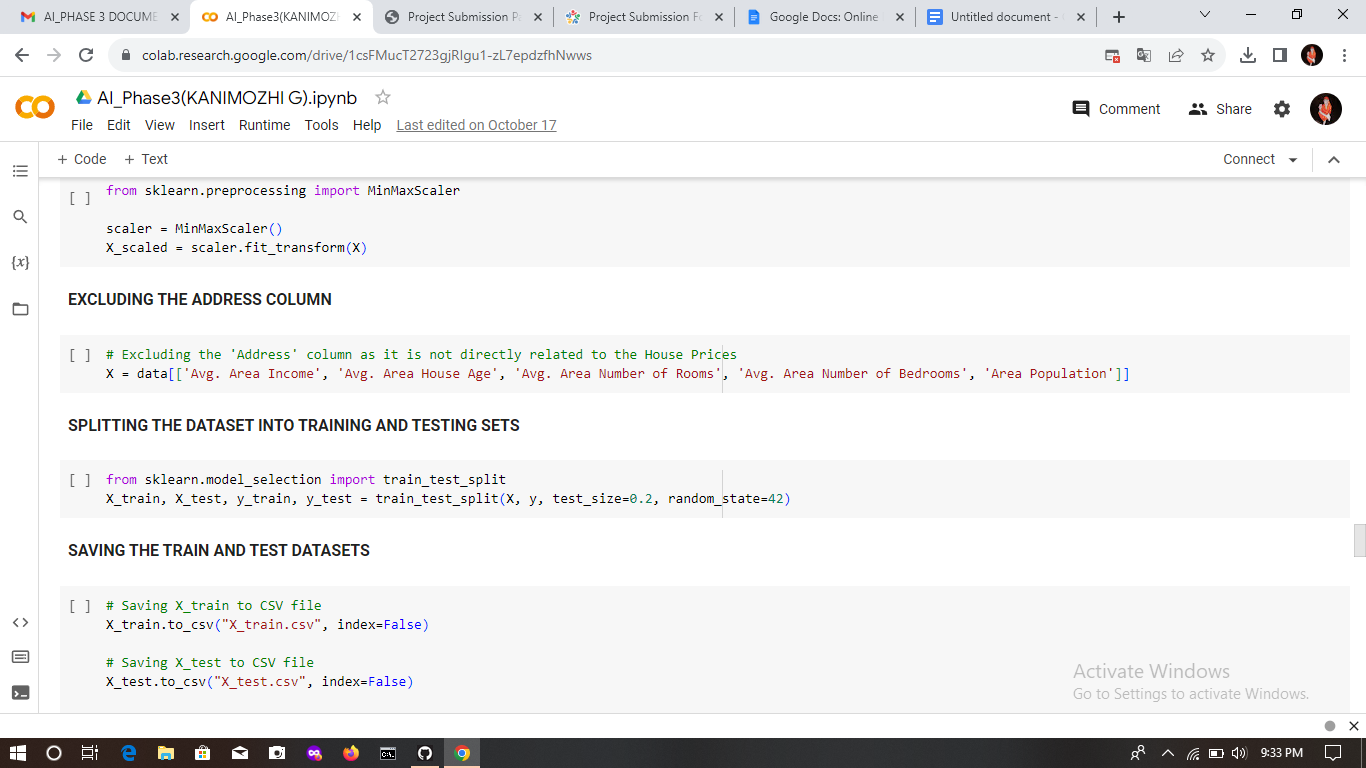 AI_PHASE 3 DOCUME
AI_Phase3(KANIMOZH
Project Submission Pa
Project Submission Fo
Google Docs: Online
Untitled document -
colab.research.google.com/drive/1csFMucT2723gjRIgu1-zL7epdzfhNwws
AI_Phase3(KANIMOZHI G).ipynb
Comment
Share
File Edit View Insert Runtime Tools Help Last edited on October 17
+ Code + Text
Connect
[ ] from sklearn.preprocessing import MinMaxScaler
scaler = MinMaxScaler()
X_scaled = scaler.fit_transform(X)
{x}
EXCLUDING THE ADDRESS COLUMN
[ ] # Excluding the 'Address' column as it is not directly related to the House Prices
X = data[['Avg. Area Income', 'Avg. Area House Age', 'Avg. Area Number of Rooms', 'Avg. Area Number of Bedrooms', 'Area Population']]
SPLITTING THE DATASET INTO TRAINING AND TESTING SETS
[ ] from sklearn.model_selection import train_test_split
X_train, X_test, y_train, y_test = train_test_split(X, y, test_size=0.2, random_state=42)
SAVING THE TRAIN AND TEST DATASETS
[ ] # Saving X_train to CSV file
X_train.to_csv("X_train.csv", index=False)
# Saving X_test to CSV file
X_test.to_csv("X_test.csv", index=False)
Activate Windows
Go to Settings to activate Windows.
9:33 PM